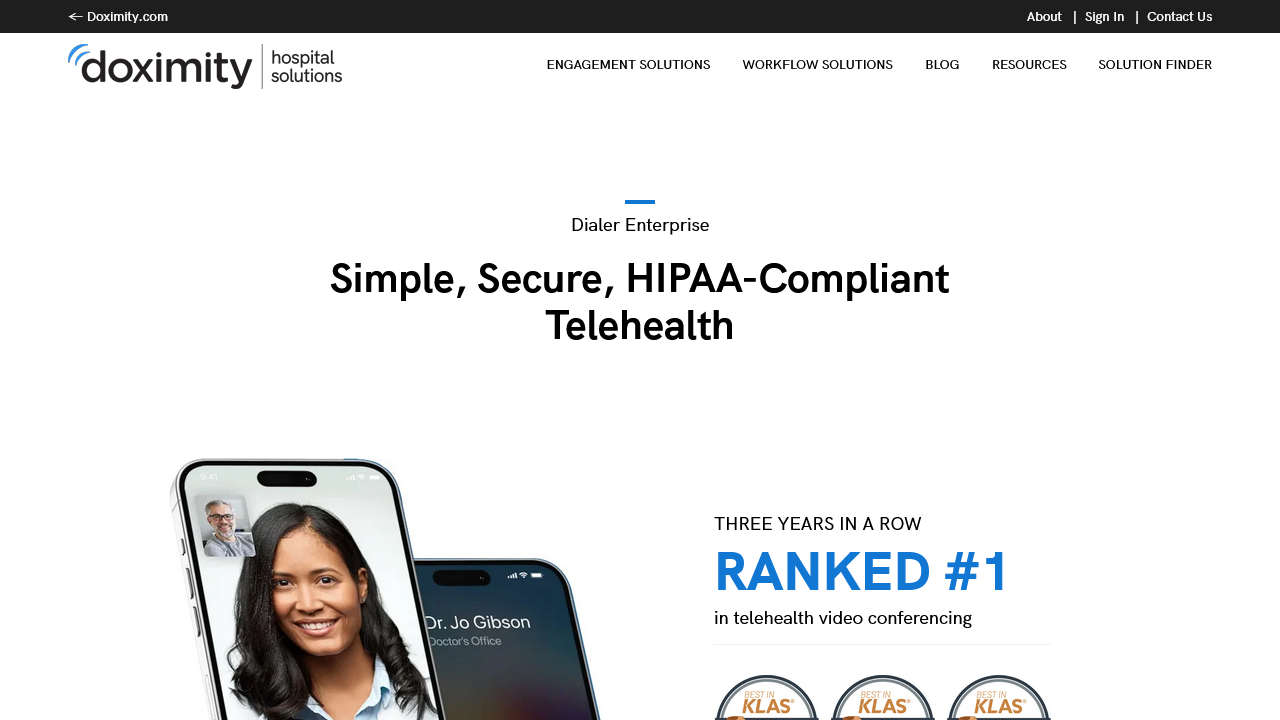 ← Doximity.com
About | Sign In | Contact Us
doximity
hospital
solutions
ENGAGEMENT SOLUTIONS
WORKFLOW SOLUTIONS
BLOG
RESOURCES
SOLUTION FINDER
Dialer Enterprise
Simple, Secure, HIPAA-Compliant
Telehealth
9:41
Dr. Jo Gibson
Doctor's Office
THREE YEARS IN A ROW
RANKED #1
in telehealth video conferencing
BEST IN
KLAS®
BEST IN
KLAS®
BEST IN
KLAS®